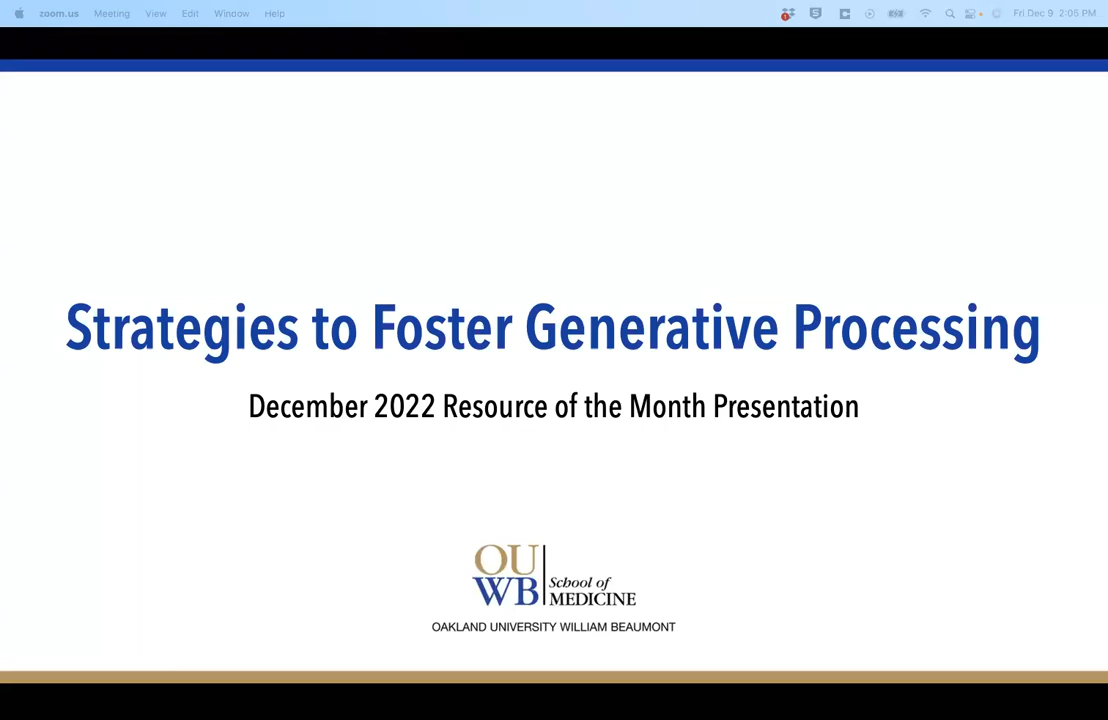 zoom.us Meeting View Edit Window Help Fri Dec 9 2:05 PM
Strategies to Foster Generative Processing
December 2022 Resource of the Month Presentation
OU
WB
School of
MEDICINE
OAKLAND UNIVERSITY WILLIAM BEAUMONT